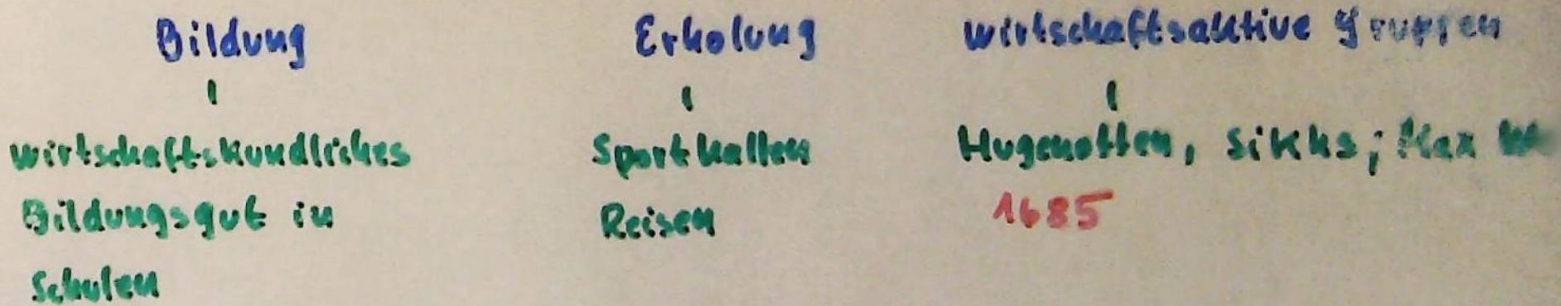 Bildung Erholung wirtschaftsaktive Gruppen
wirtschaftskundliches Sporthallen Hugenotten, Sikhs; Max
Bildungsgut in Reisen 1685
Schulen